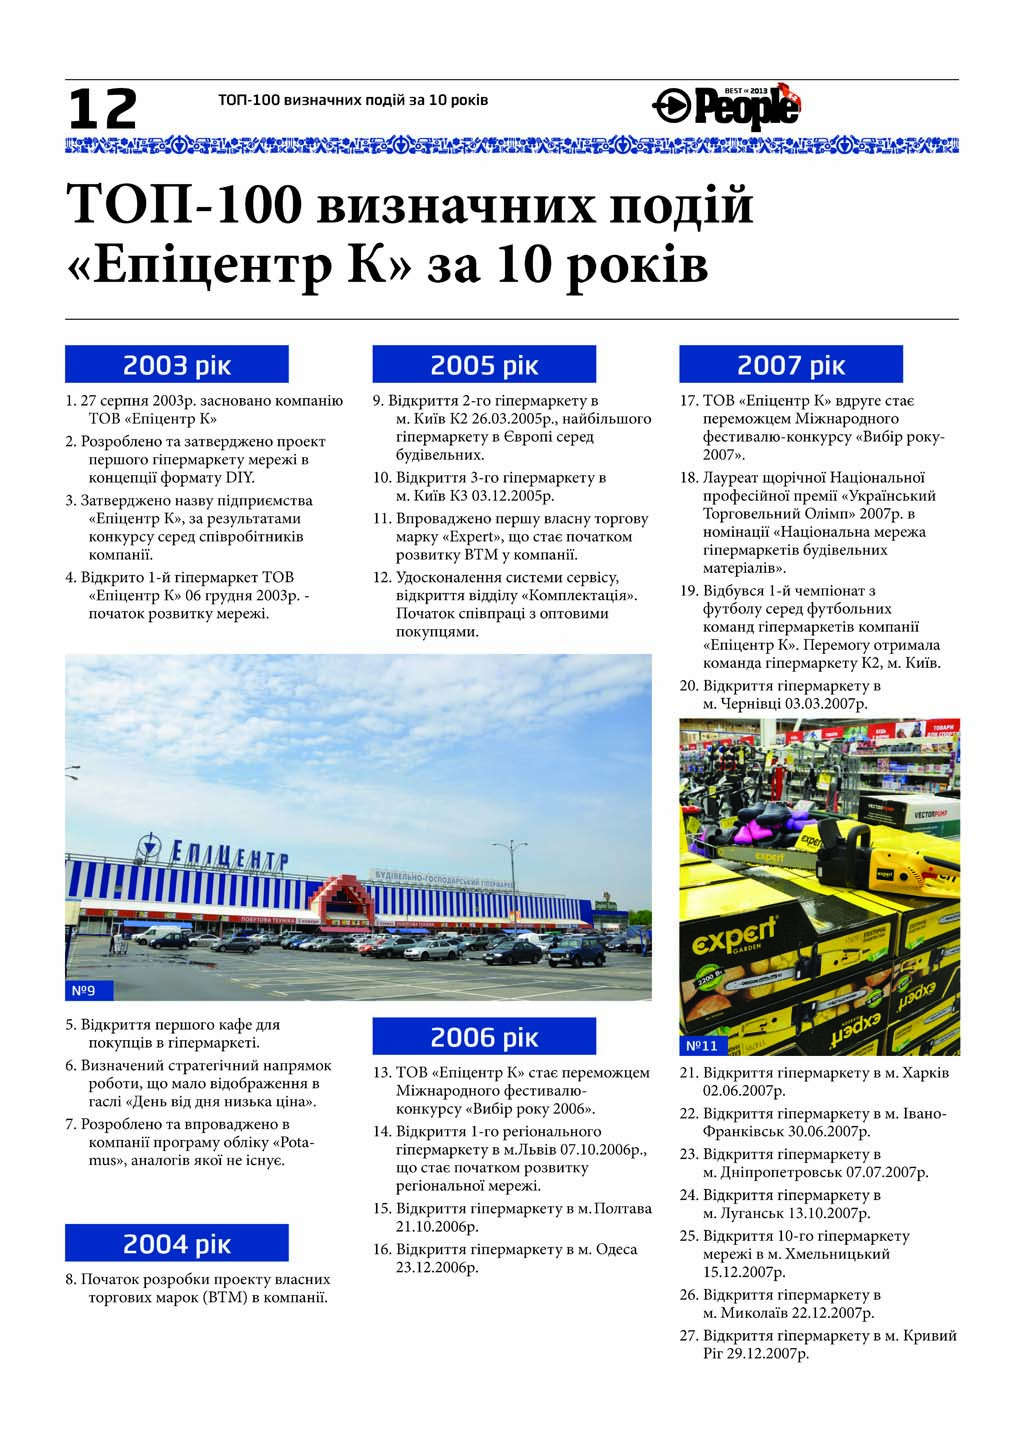 12
ТОП-100 визначних подій за 10 років
BEST OF 2013
People
ТОП-100 визначних подій
«Епіцентр К» за 10 років
2003 рік
1. 27 серпня 2003р. засновано компанію
ТОВ «Епіцентр К»
2. Розроблено та затверджено проект
першого гіпермаркету мережі в
концепції формату DIY.
3. Затверджено назву підприємства
«Епіцентр К», за результатами
конкурсу серед співробітників
компанії.
4. Відкрито 1-й гіпермаркет ТОВ
«Епіцентр К» 06 грудня 2003р. -
початок розвитку мережі.
ЕПІЦЕНТР
БУДІВЕЛЬНО-ГОСПОДАРСЬКИЙ ГІПЕРМАРКЕТ
ПОБУТОВА ТЕХНІКА
№9
5. Відкриття першого кафе для
покупців в гіпермаркеті.
6. Визначений стратегічний напрямок
роботи, що мало відображення в
гаслі «День від дня низька ціна».
7. Розроблено та впроваджено в
компанії програму обліку «Pota-
mus», аналогів якої не існує.
2004 рік
8. Початок розробки проекту власних
торгових марок (ВТМ) в компанії.
2005 рік
9. Відкриття 2-го гіпермаркету в
м. Київ К2 26.03.2005р., найбільшого
гіпермаркету в Європі серед
будівельних.
10. Відкриття 3-го гіпермаркету в
м. Київ К3 03.12.2005р.
11. Впроваджено першу власну торгову
марку «Expert», що стає початком
розвитку ВТМ у компанії.
12. Удосконалення системи сервісу,
відкриття відділу «Комплектація».
Початок співпраці з оптовими
покупцями.
2006 рік
13. ТОВ «Епіцентр К» стає переможцем
Міжнародного фестивалю-
конкурсу «Вибір року 2006».
14. Відкриття 1-го регіонального
гіпермаркету в м.Львів 07.10.2006р.,
що стає початком розвитку
регіональної мережі.
15. Відкриття гіпермаркету в м.Полтава
21.10.2006р.
16. Відкриття гіпермаркету в м. Одеса
23.12.2006р.
2007 рік
17. ТОВ «Епіцентр К» вдруге стає
переможцем Міжнародного
фестивалю-конкурсу «Вибір року-
2007».
18. Лауреат щорічної Національної
професійної премії «Український
Торговельний Олімп» 2007р. в
номінації «Національна мережа
гіпермаркетів будівельних
матеріалів».
19. Відбувся 1-й чемпіонат з
футболу серед футбольних
команд гіпермаркетів компанії
«Епіцентр К». Перемогу отримала
команда гіпермаркету К2, м. Київ.
20. Відкриття гіпермаркету в
м. Чернівці 03.03.2007р.
ТОВАРИ
VECTORPUMP
VECTORPUMP
expert
expert
expert
expert
GARDEN
2200 Вт
expert
expert
№11
21. Відкриття гіпермаркету в м. Харків
02.06.2007р.
22. Відкриття гіпермаркету в м. Івано-
Франківськ 30.06.2007р.
23. Відкриття гіпермаркету в
м. Дніпропетровськ 07.07.2007р.
24. Відкриття гіпермаркету в
м. Луганськ 13.10.2007р.
25. Відкриття 10-го гіпермаркету
мережі в м. Хмельницький
15.12.2007р.
26. Відкриття гіпермаркету в
м. Миколаїв 22.12.2007р.
27. Відкриття гіпермаркету в м. Кривий
Ріг 29.12.2007р.